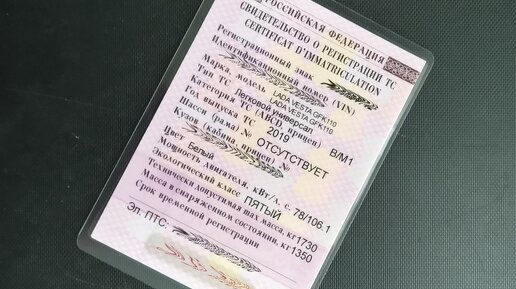 РОССИЙСКАЯ ФЕДЕРАЦИЯ
СВИДЕТЕЛЬСТВО О РЕГИСТРАЦИИ ТС
CERTIFICAT D'IMMATRICULATION
Регистрационный знак
Идентификационный номер (VIN)
Марка, модель LADA VESTA GFK110
LADA VESTA GFK110
Тип ТС Легковой универсал
Категория ТС (ABCD, прицеп) B/M1
Год выпуска ТС 2019
Шасси (рама) № ОТСУТСТВУЕТ
Кузов (кабина, прицеп) №
Цвет Белый
Мощность двигателя, кВт/л. с. 78/106.1
Экологический класс ПЯТЫЙ
Технически допустимая max масса, кг 1730
Масса в снаряженном состоянии, кг 1350
Срок временной регистрации
Эл. ПТС: